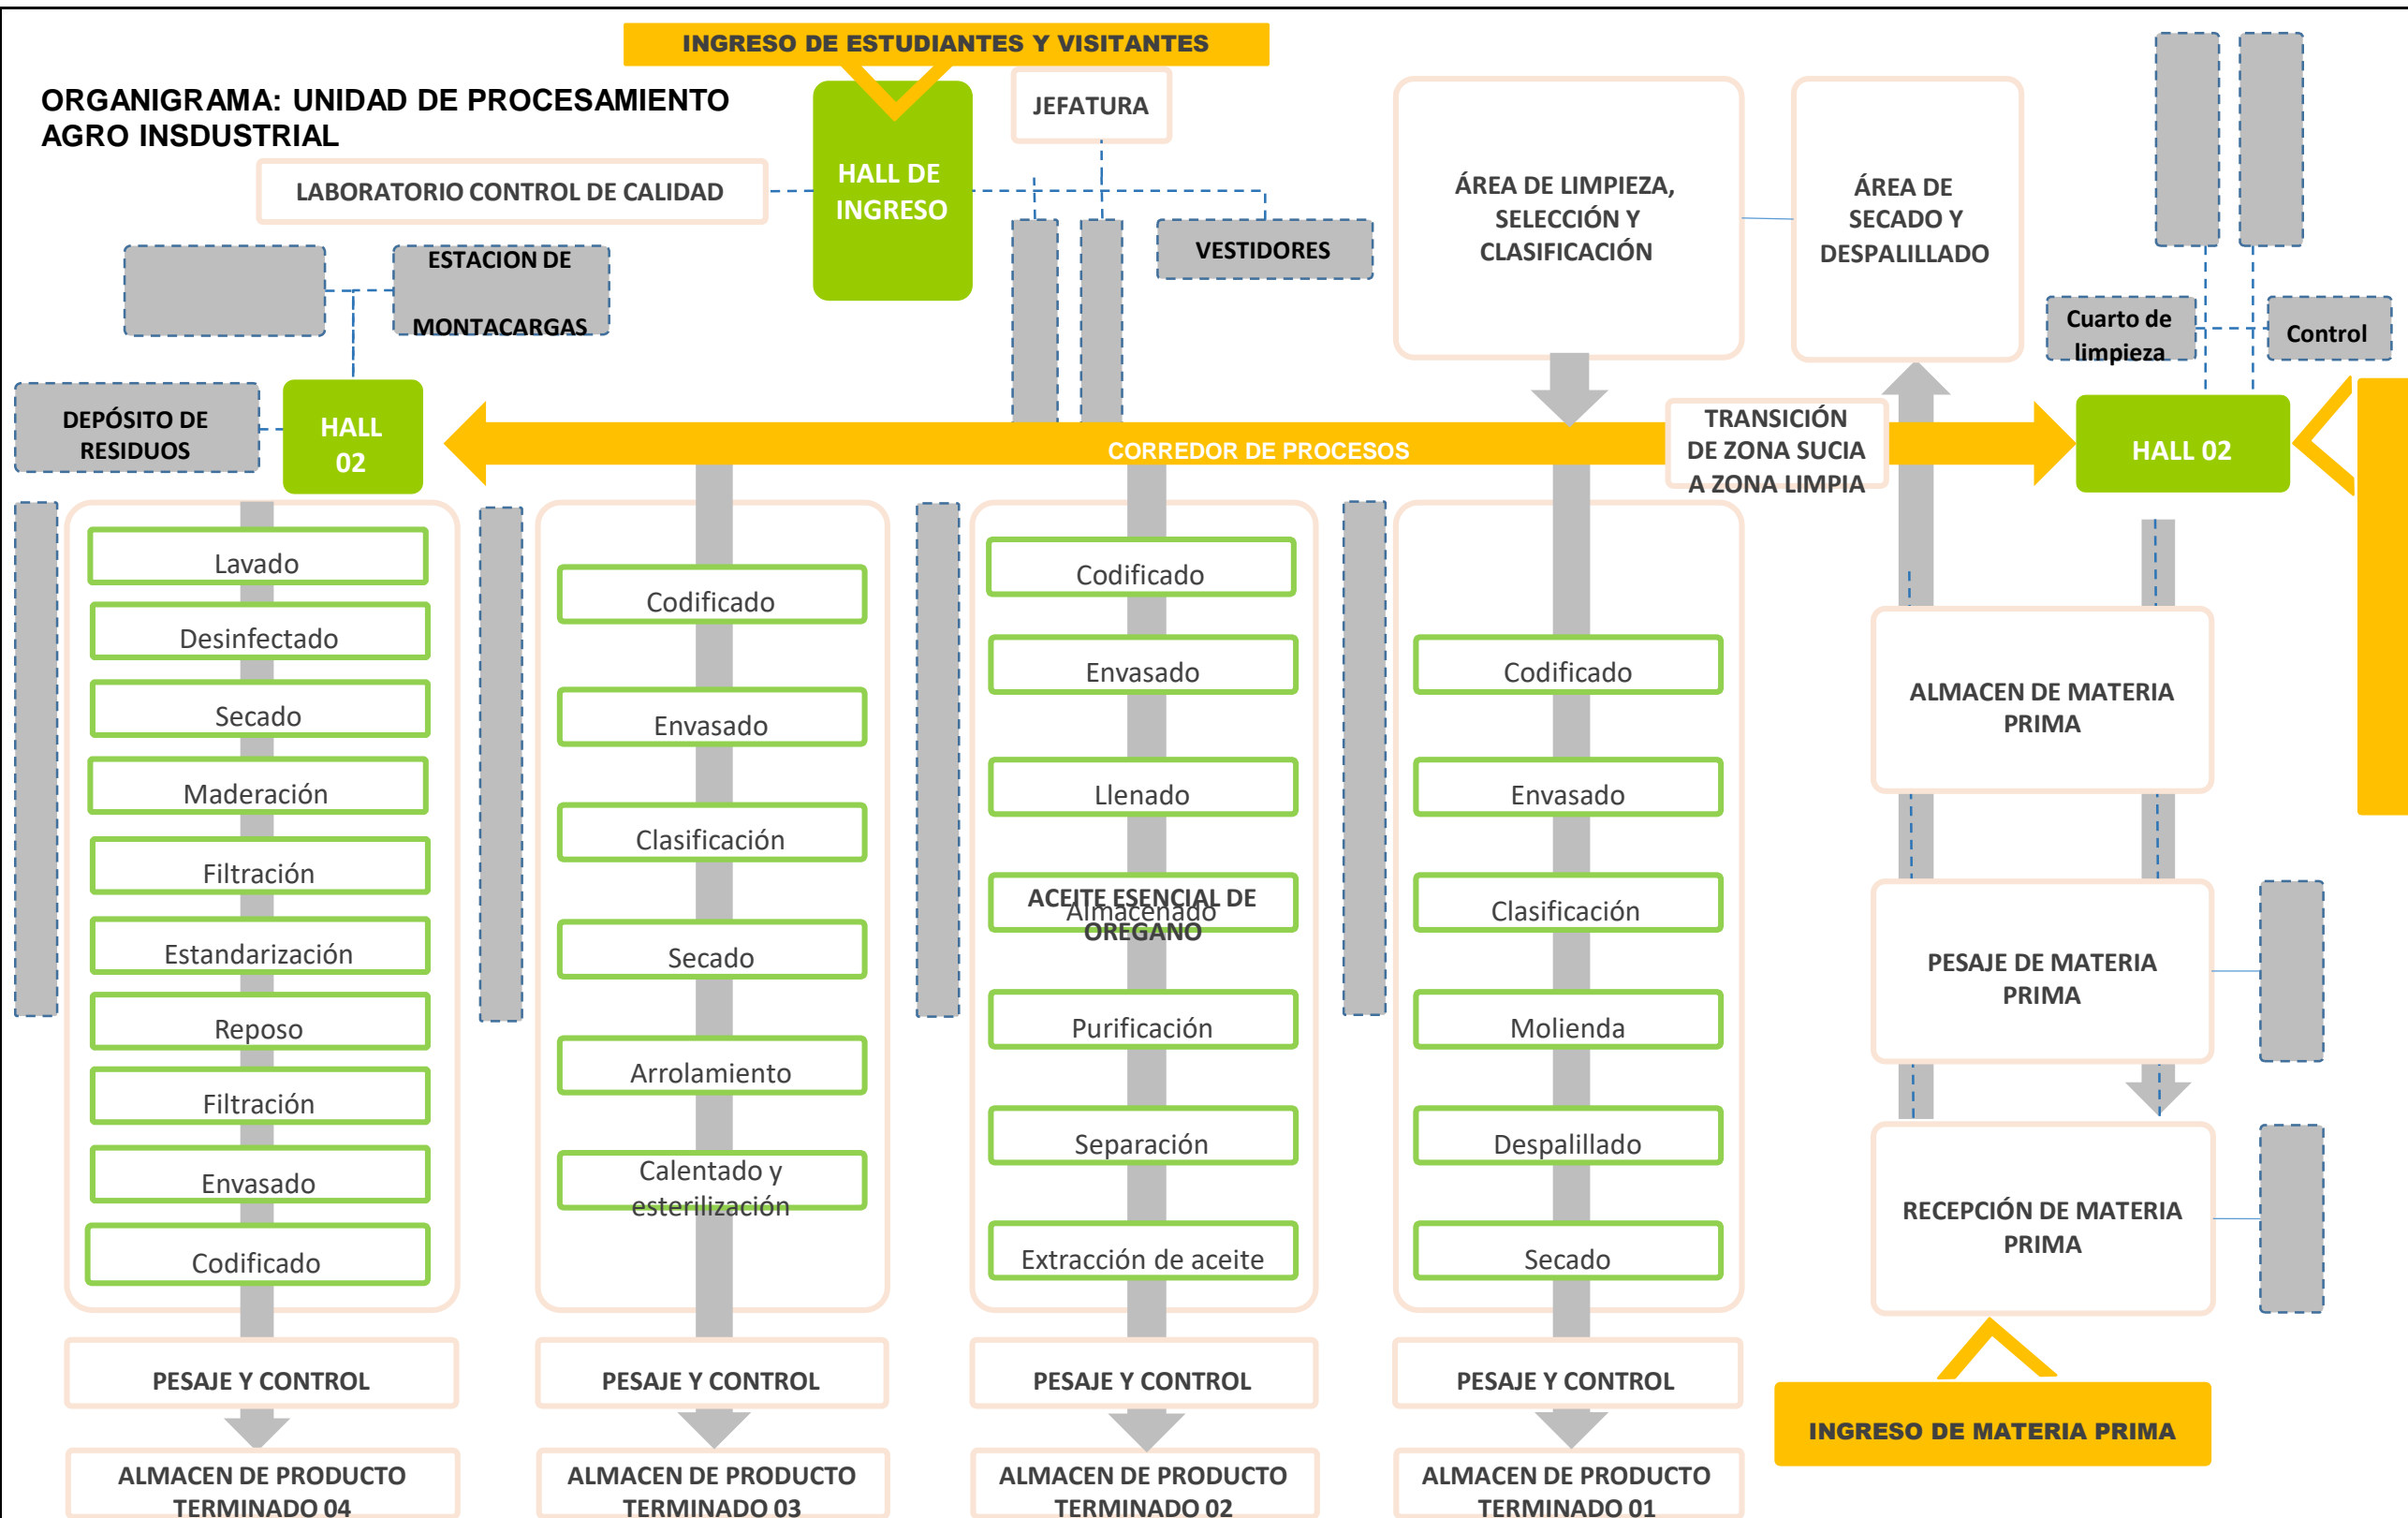 INGRESO DE ESTUDIANTES Y VISITANTES
ORGANIGRAMA: UNIDAD DE PROCESAMIENTO
AGRO INSDUSTRIAL
JEFATURA
HALL DE
INGRESO
LABORATORIO CONTROL DE CALIDAD
VESTIDORES
ÁREA DE LIMPIEZA,
SELECCIÓN Y
CLASIFICACIÓN
ÁREA DE
SECADO Y
DESPALILLADO
ESTACION DE
MONTACARGAS
Cuarto de
limpieza
Control
DEPÓSITO DE
RESIDUOS
HALL
02
CORREDOR DE PROCESOS
TRANSICIÓN
DE ZONA SUCIA
A ZONA LIMPIA
HALL 02
Lavado
Desinfectado
Secado
Maderación
Filtración
Estandarización
Reposo
Filtración
Envasado
Codificado
PESAJE Y CONTROL
ALMACEN DE PRODUCTO
TERMINADO 04
Codificado
Envasado
Clasificación
Secado
Arrolamiento
Calentado y
esterilización
PESAJE Y CONTROL
ALMACEN DE PRODUCTO
TERMINADO 03
Codificado
Envasado
Llenado
ACEITE ESENCIAL DE
OREGANO
Almacenado
Purificación
Separación
Extracción de aceite
PESAJE Y CONTROL
ALMACEN DE PRODUCTO
TERMINADO 02
Codificado
Envasado
Clasificación
Molienda
Despalillado
Secado
PESAJE Y CONTROL
ALMACEN DE PRODUCTO
TERMINADO 01
ALMACEN DE MATERIA
PRIMA
PESAJE DE MATERIA
PRIMA
RECEPCIÓN DE MATERIA
PRIMA
INGRESO DE MATERIA PRIMA